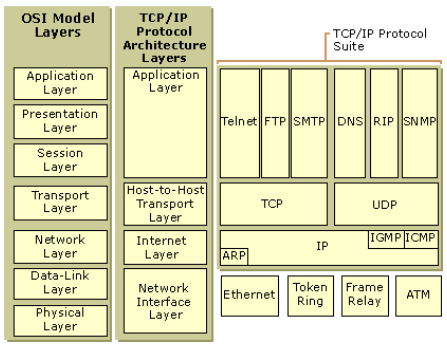 OSI Model
Layers
Application
Layer
Presentation
Layer
Session
Layer
Transport
Layer
Network
Layer
Data-Link
Layer
Physical
Layer
TCP/IP
Protocol
Architecture
Layers
Application
Layer
Host-to-Host
Transport
Layer
Internet
Layer
Network
Interface
Layer
TCP/IP Protocol
Suite
Telnet FTP SMTP DNS RIP SNMP
TCP UDP
IP IGMP ICMP
ARP
Ethernet
Token
Ring
Frame
Relay
ATM